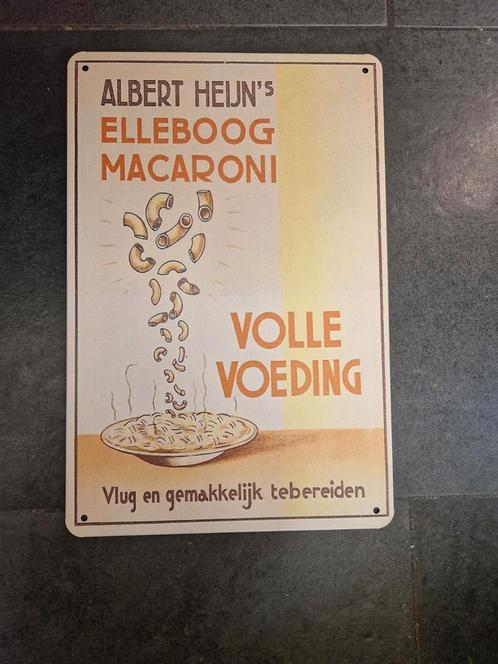 ALBERT HEIJN's
ELLEBOOG
MACARONI
VOLLE
VOEDING
Vlug en gemakkelijk tebereiden